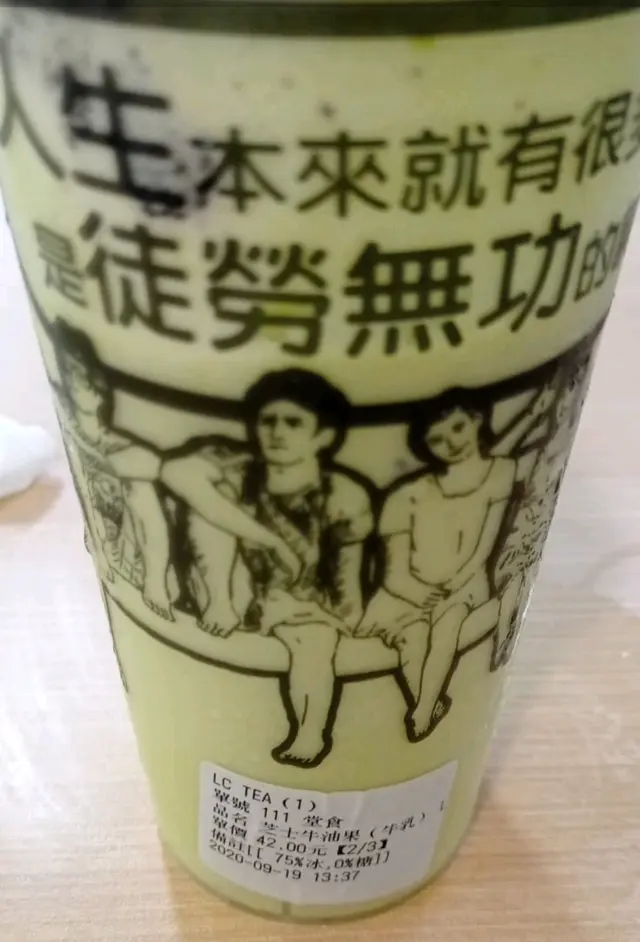 人生本來就有很
是徒勞無功的
LC TEA (1)
單號 111 堂食
品名 芝士牛油果 (牛乳)
單價 42.00元 【2/3】
備註[[ 75%冰,0%糖]]
2020-09-19 13:37